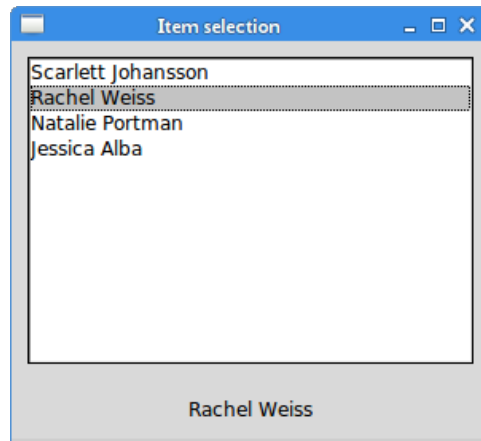 Item selection
Scarlett Johansson
Rachel Weiss
Natalie Portman
Jessica Alba
Rachel Weiss